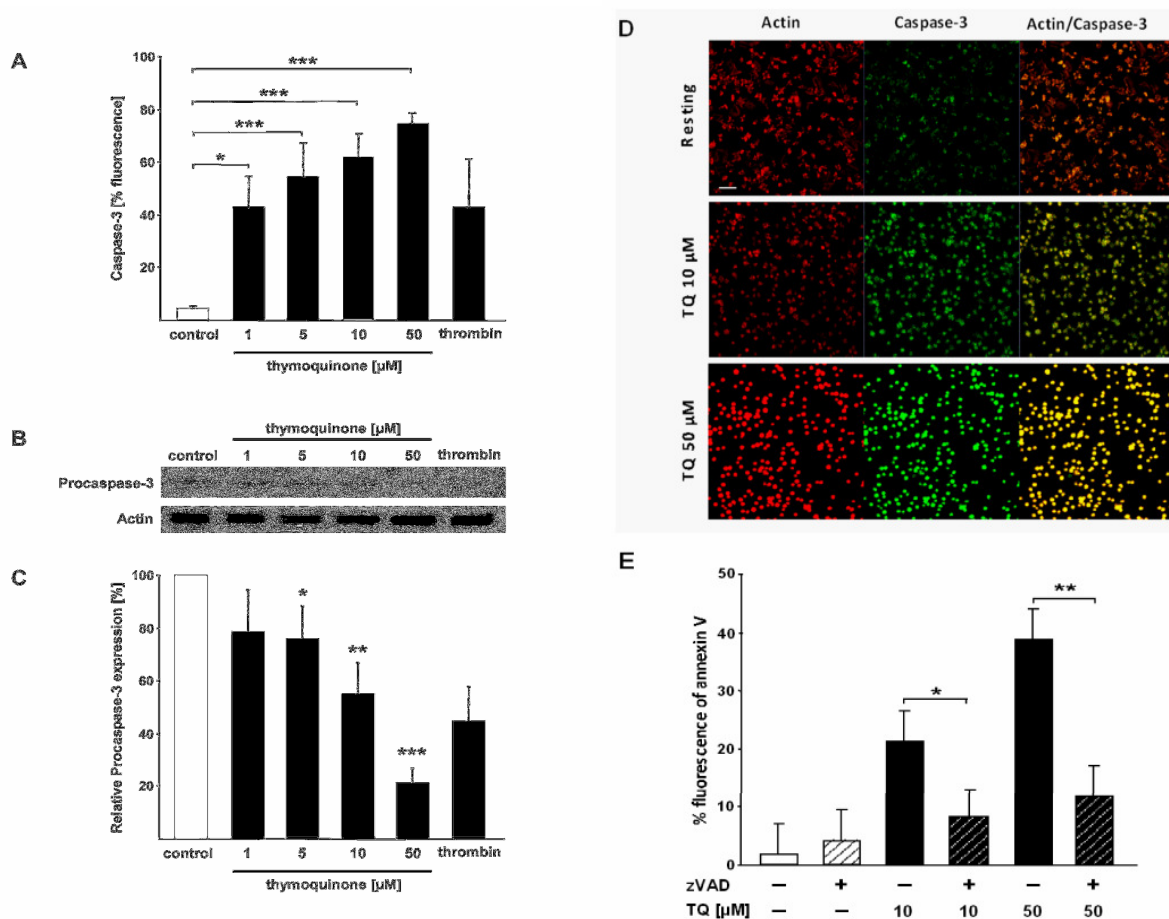 A
Caspase-3 [% fluorescence]
100
80
60
40
20
***
***
***
*
control
1
5
10
50
thrombin
thymoquinone [µM]
B
thymoquinone [µM]
control
1
5
10
50
thrombin
Procaspase-3
Actin
C
Relative Procaspase-3 expression [%]
100
80
60
40
20
*
**
***
control
1
5
10
50
thrombin
thymoquinone [µM]
D
Actin
Caspase-3
Actin/Caspase-3
Resting
TQ 10 µM
TQ 50 µM
E
% fluorescence of annexin V
50
40
30
20
10
0
*
**
zVAD – + – + – +
TQ [µM] – – 10 10 50 50